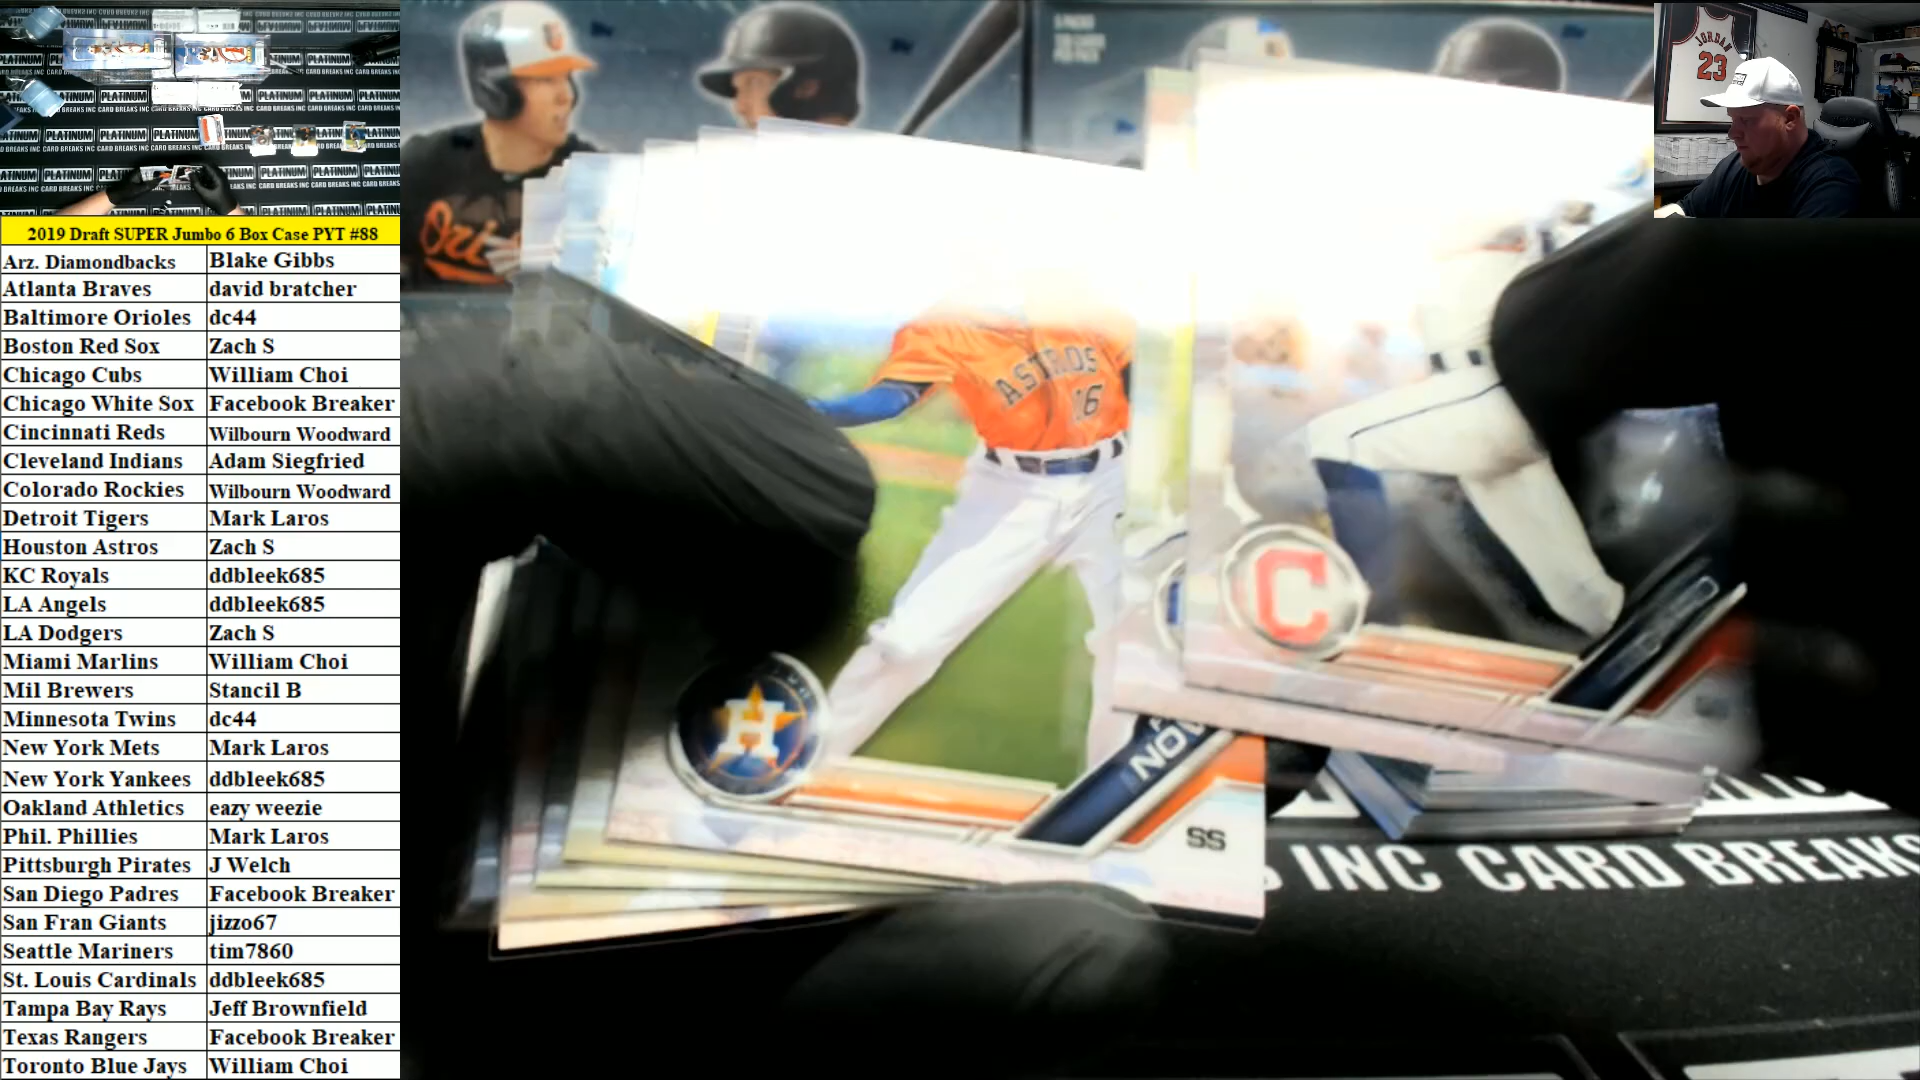 2019 Draft SUPER Jumbo 6 Box Case PYT #88
Arz. Diamondbacks Blake Gibbs
Atlanta Braves david bratcher
Baltimore Orioles dc44
Boston Red Sox Zach S
Chicago Cubs William Choi
Chicago White Sox Facebook Breaker
Cincinnati Reds Wilbourn Woodward
Cleveland Indians Adam Siegfried
Colorado Rockies Wilbourn Woodward
Detroit Tigers Mark Laros
Houston Astros Zach S
KC Royals ddbleek685
LA Angels ddbleek685
LA Dodgers Zach S
Miami Marlins William Choi
Mil Brewers Stancil B
Minnesota Twins dc44
New York Mets Mark Laros
New York Yankees ddbleek685
Oakland Athletics eazy weezie
Phil. Phillies Mark Laros
Pittsburgh Pirates J Welch
San Diego Padres Facebook Breaker
San Fran Giants jizzo67
Seattle Mariners tim7860
St. Louis Cardinals ddbleek685
Tampa Bay Rays Jeff Brownfield
Texas Rangers Facebook Breaker
Toronto Blue Jays William Choi
PLATINUM PLATINUM PLATINUM
CARD BREAKS INC
JORDAN
23
ASTROS
16
H
C
SS
INC CARD BREAKS